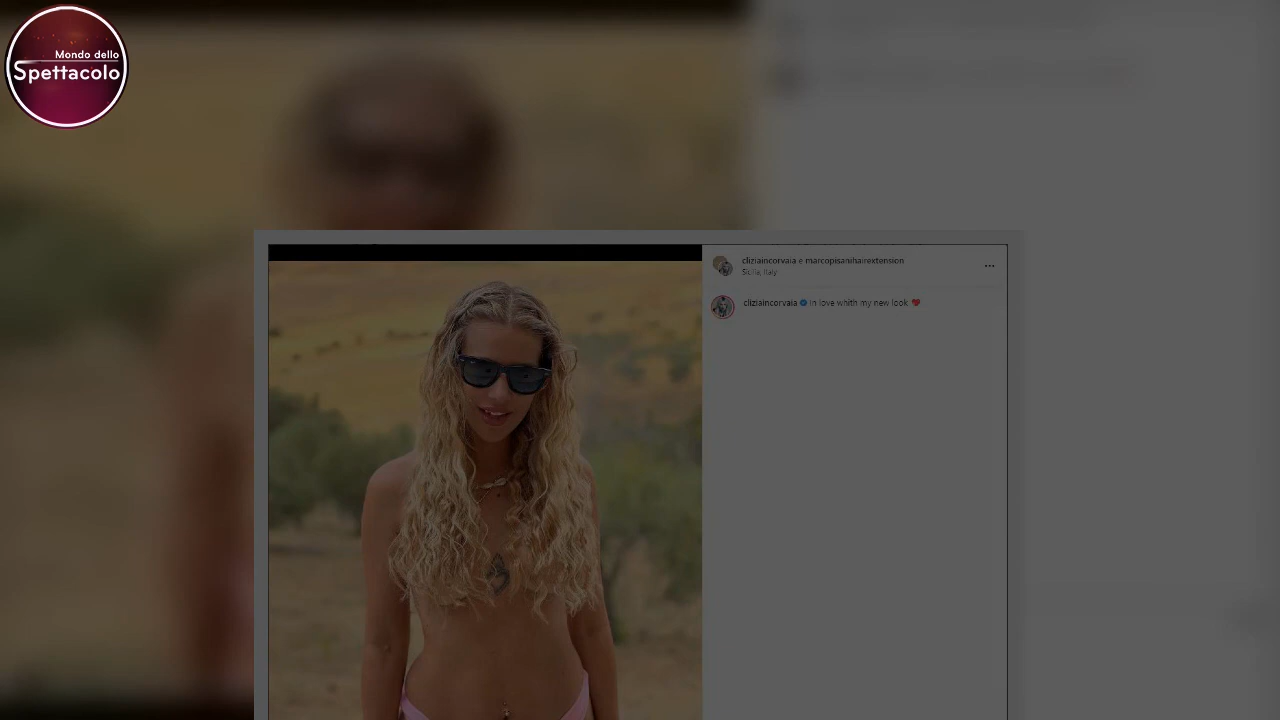 Mondo dello
Spettacolo
cliziaincorvaia e marcopisanihairextension
Sicilia, Italy
cliziaincorvaia in love whith my new look